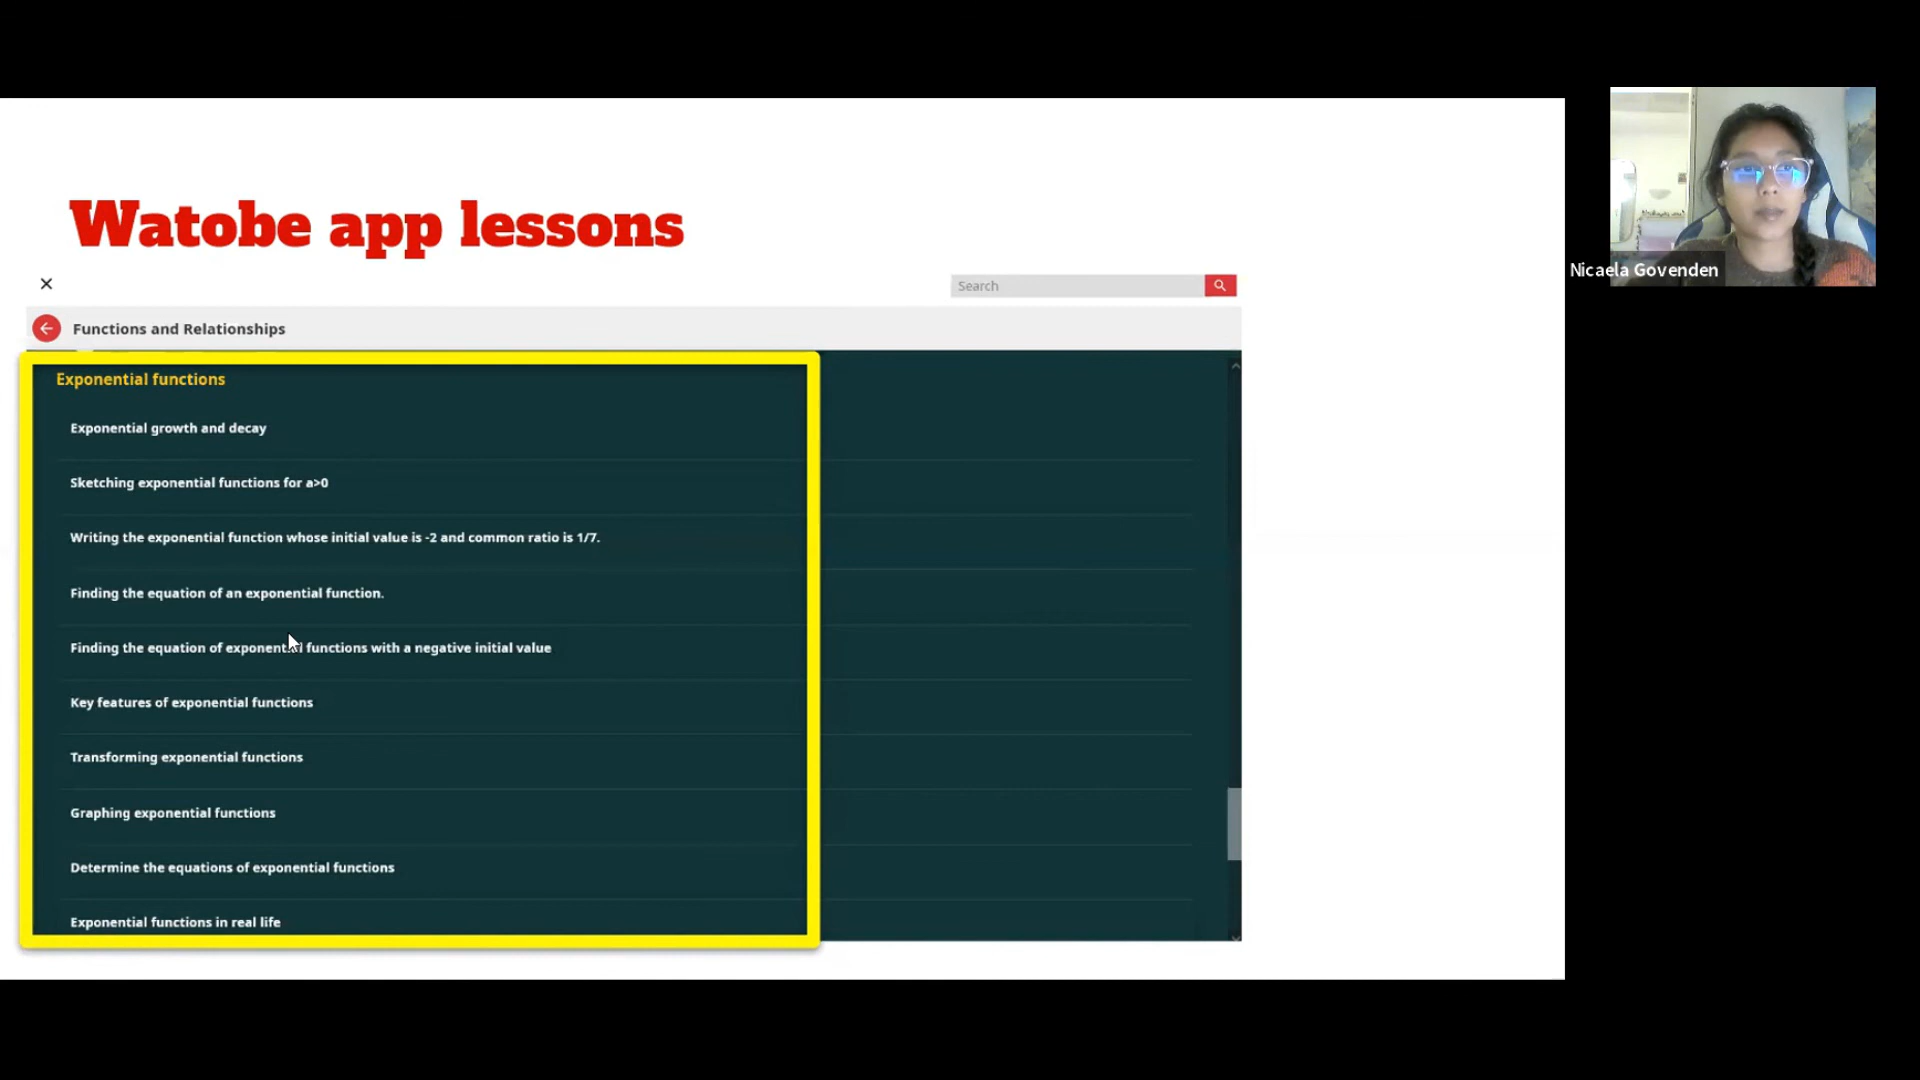 Watobe app lessons
Search
Functions and Relationships
Exponential functions
Exponential growth and decay
Sketching exponential functions for a>0
Writing the exponential function whose initial value is -2 and common ratio is 1/7.
Finding the equation of an exponential function.
Finding the equation of exponential functions with a negative initial value
Key features of exponential functions
Transforming exponential functions
Graphing exponential functions
Determine the equations of exponential functions
Exponential functions in real life
Nicaela Govenden